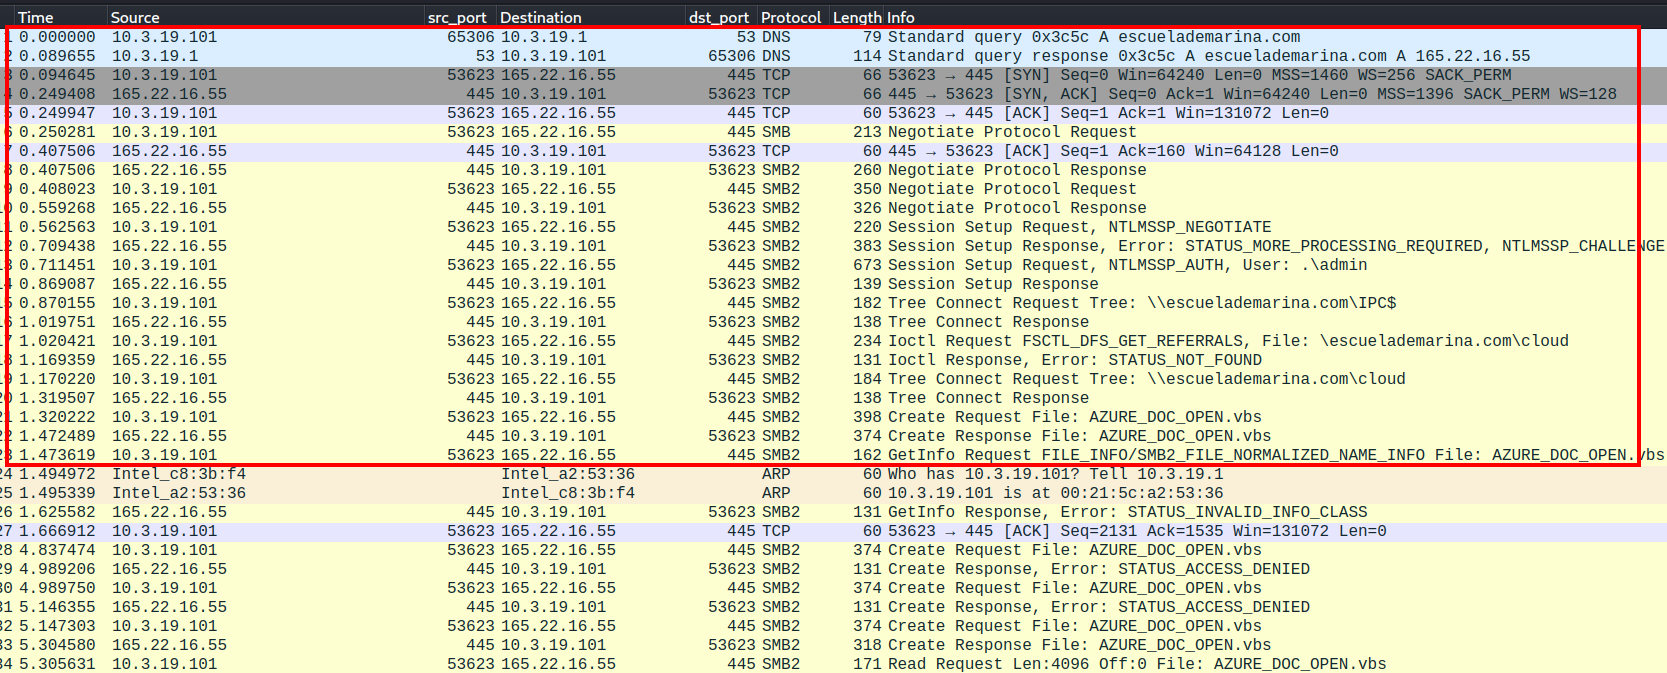 Time Source src_port Destination dst_port Protocol Length Info
1 0.000000 10.3.19.101 65306 10.3.19.1 53 DNS 79 Standard query 0x3c5c A escuelademarina.com
2 0.089655 10.3.19.1 53 10.3.19.101 65306 DNS 114 Standard query response 0x3c5c A escuelademarina.com A 165.22.16.55
3 0.094645 10.3.19.101 53623 165.22.16.55 445 TCP 66 53623 → 445 [SYN] Seq=0 Win=64240 Len=0 MSS=1460 WS=256 SACK_PERM
4 0.249408 165.22.16.55 445 10.3.19.101 53623 TCP 66 445 → 53623 [SYN, ACK] Seq=0 Ack=1 Win=64240 Len=0 MSS=1396 SACK_PERM WS=128
5 0.249947 10.3.19.101 53623 165.22.16.55 445 TCP 60 53623 → 445 [ACK] Seq=1 Ack=1 Win=131072 Len=0
6 0.250281 10.3.19.101 53623 165.22.16.55 445 SMB 213 Negotiate Protocol Request
7 0.407506 165.22.16.55 445 10.3.19.101 53623 TCP 60 445 → 53623 [ACK] Seq=1 Ack=160 Win=64128 Len=0
8 0.407506 165.22.16.55 445 10.3.19.101 53623 SMB2 260 Negotiate Protocol Response
9 0.408023 10.3.19.101 53623 165.22.16.55 445 SMB2 350 Negotiate Protocol Request
0 0.559268 165.22.16.55 445 10.3.19.101 53623 SMB2 326 Negotiate Protocol Response
1 0.562563 10.3.19.101 53623 165.22.16.55 445 SMB2 220 Session Setup Request, NTLMSSP_NEGOTIATE
2 0.709438 165.22.16.55 445 10.3.19.101 53623 SMB2 383 Session Setup Response, Error: STATUS_MORE_PROCESSING_REQUIRED, NTLMSSP_CHALLENGE
3 0.711451 10.3.19.101 53623 165.22.16.55 445 SMB2 673 Session Setup Request, NTLMSSP_AUTH, User: .\admin
4 0.869087 165.22.16.55 445 10.3.19.101 53623 SMB2 139 Session Setup Response
5 0.870155 10.3.19.101 53623 165.22.16.55 445 SMB2 182 Tree Connect Request Tree: \\escuelademarina.com\IPC$
6 1.019751 165.22.16.55 445 10.3.19.101 53623 SMB2 138 Tree Connect Response
7 1.020421 10.3.19.101 53623 165.22.16.55 445 SMB2 234 Ioctl Request FSCTL_DFS_GET_REFERRALS, File: \escuelademarina.com\cloud
8 1.169359 165.22.16.55 445 10.3.19.101 53623 SMB2 131 Ioctl Response, Error: STATUS_NOT_FOUND
9 1.170220 10.3.19.101 53623 165.22.16.55 445 SMB2 184 Tree Connect Request Tree: \\escuelademarina.com\cloud
0 1.319507 165.22.16.55 445 10.3.19.101 53623 SMB2 138 Tree Connect Response
1 1.320222 10.3.19.101 53623 165.22.16.55 445 SMB2 398 Create Request File: AZURE_DOC_OPEN.vbs
2 1.472489 165.22.16.55 445 10.3.19.101 53623 SMB2 374 Create Response File: AZURE_DOC_OPEN.vbs
3 1.473619 10.3.19.101 53623 165.22.16.55 445 SMB2 162 GetInfo Request FILE_INFO/SMB2_FILE_NORMALIZED_NAME_INFO File: AZURE_DOC_OPEN.vbs
24 1.494972 Intel_c8:3b:f4 Intel_a2:53:36 ARP 60 Who has 10.3.19.101? Tell 10.3.19.1
25 1.495339 Intel_a2:53:36 Intel_c8:3b:f4 ARP 60 10.3.19.101 is at 00:21:5c:a2:53:36
26 1.625582 165.22.16.55 445 10.3.19.101 53623 SMB2 131 GetInfo Response, Error: STATUS_INVALID_INFO_CLASS
27 1.666912 10.3.19.101 53623 165.22.16.55 445 TCP 60 53623 → 445 [ACK] Seq=2131 Ack=1535 Win=131072 Len=0
28 4.837474 10.3.19.101 53623 165.22.16.55 445 SMB2 374 Create Request File: AZURE_DOC_OPEN.vbs
29 4.989206 165.22.16.55 445 10.3.19.101 53623 SMB2 131 Create Response, Error: STATUS_ACCESS_DENIED
30 4.989750 10.3.19.101 53623 165.22.16.55 445 SMB2 374 Create Request File: AZURE_DOC_OPEN.vbs
31 5.146355 165.22.16.55 445 10.3.19.101 53623 SMB2 131 Create Response, Error: STATUS_ACCESS_DENIED
32 5.147303 10.3.19.101 53623 165.22.16.55 445 SMB2 374 Create Request File: AZURE_DOC_OPEN.vbs
33 5.304580 165.22.16.55 445 10.3.19.101 53623 SMB2 318 Create Response File: AZURE_DOC_OPEN.vbs
34 5.305631 10.3.19.101 53623 165.22.16.55 445 SMB2 171 Read Request Len:4096 Off:0 File: AZURE_DOC_OPEN.vbs